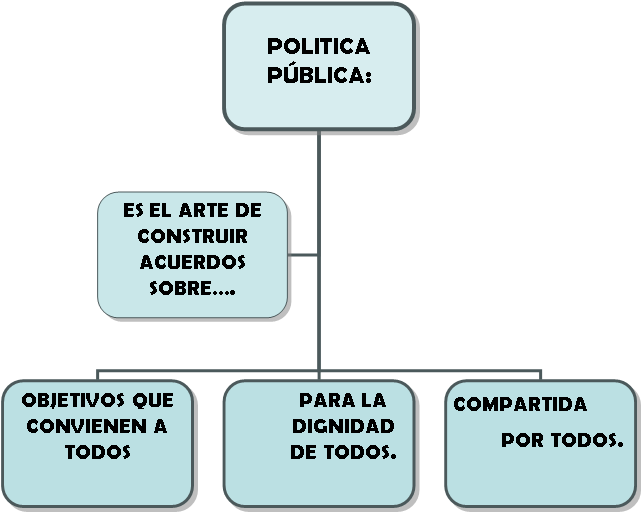 POLITICA
PÚBLICA:
ES EL ARTE DE
CONSTRUIR
ACUERDOS
SOBRE....
OBJETIVOS QUE
CONVIENEN A
TODOS
PARA LA
DIGNIDAD
DE TODOS.
COMPARTIDA
POR TODOS.